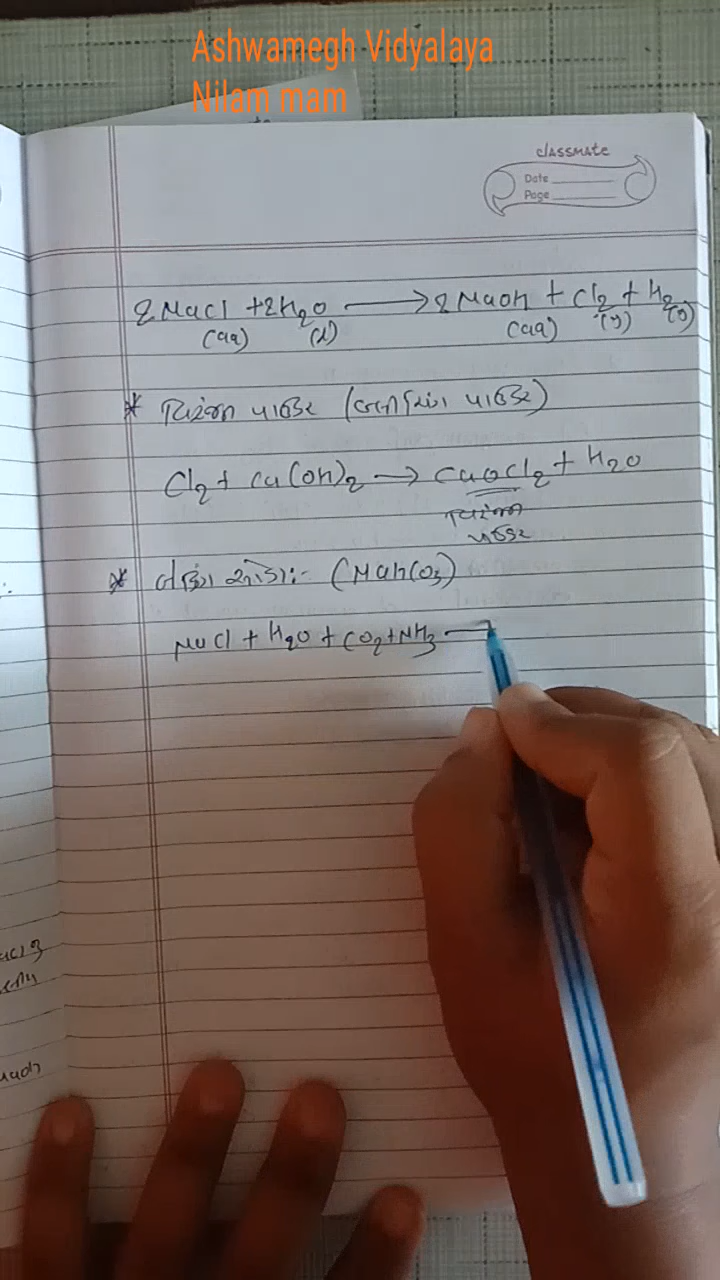 Ashwamegh Vidyalaya
Nilam mam
classmate
Date
Page
2NaCl + 2H₂O ⟶ 2NaOH + Cl₂ + H₂
(aq) (l) (aq) (g) (g)
* વિરંજન પાઉડર (બ્લીચિંગ પાઉડર)
Cl₂ + Ca(OH)₂ → CaOCl₂ + H₂O
વિરંજન
પાઉડર
* બેકિંગ સોડા:- (NaHCO₃)
NaCl + H₂O + CO₂ + NH₃ ⟶